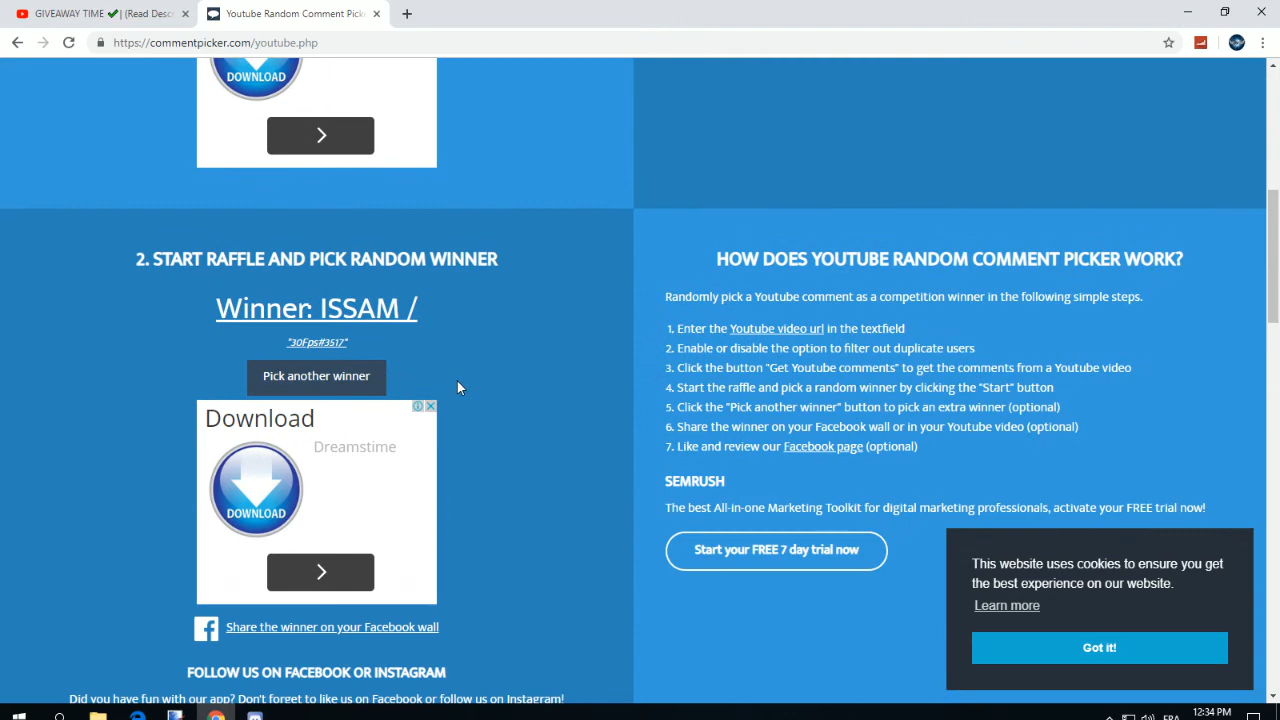 GIVEAWAY TIME ✔ | (Read Desc
Youtube Random Comment Pick
https://commentpicker.com/youtube.php
DOWNLOAD
2. START RAFFLE AND PICK RANDOM WINNER
Winner: ISSAM /
"30Fps#3517"
Pick another winner
Download
Dreamstime
DOWNLOAD
Share the winner on your Facebook wall
FOLLOW US ON FACEBOOK OR INSTAGRAM
Did you have fun with our app? Don't forget to like us on Facebook or follow us on Instagram!
HOW DOES YOUTUBE RANDOM COMMENT PICKER WORK?
Randomly pick a Youtube comment as a competition winner in the following simple steps.
1. Enter the Youtube video url in the textfield
2. Enable or disable the option to filter out duplicate users
3. Click the button "Get Youtube comments" to get the comments from a Youtube video
4. Start the raffle and pick a random winner by clicking the "Start" button
5. Click the "Pick another winner" button to pick an extra winner (optional)
6. Share the winner on your Facebook wall or in your Youtube video (optional)
7. Like and review our Facebook page (optional)
SEMRUSH
The best All-in-one Marketing Toolkit for digital marketing professionals, activate your FREE trial now!
Start your FREE 7 day trial now
This website uses cookies to ensure you get
the best experience on our website.
Learn more
Got it!
FRA
12:34 PM